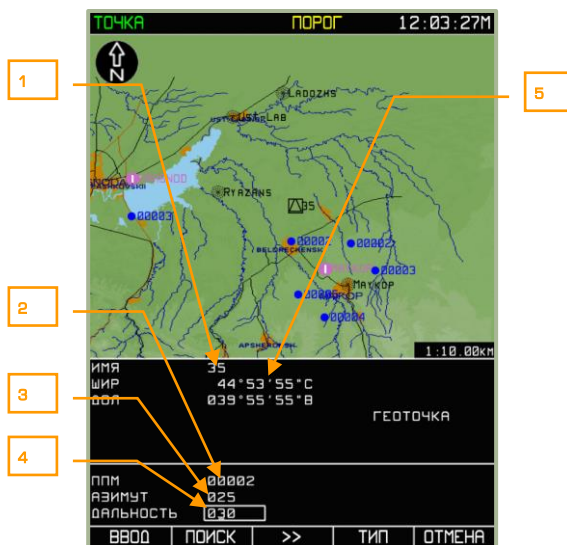 ТОЧКА ПОРОГ 12:03:27М
N
LADOZHS
UST LAB
RYAZANS
35
00003
00002
00002
BELORECHENSK
00003
MAYKOP
00004
APSHERONSK
1:10.00КМ
ИМЯ 35
ШИР 44°53'55"С
ДОЛ 039°55'55"В
ГЕОТОЧКА
ППМ 00002
АЗИМУТ 025
ДАЛЬНОСТЬ 030
ВВОД ПОИСК >> ТИП ОТМЕНА
1
2
3
4
5